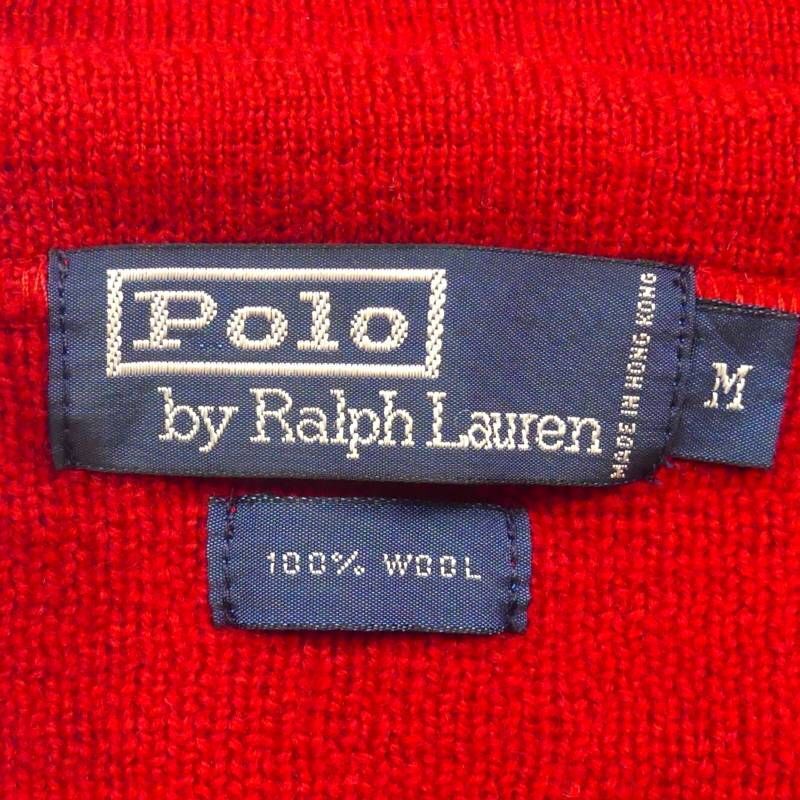 Polo
by Ralph Lauren
MADE IN HONG KONG
M
100% WOOL